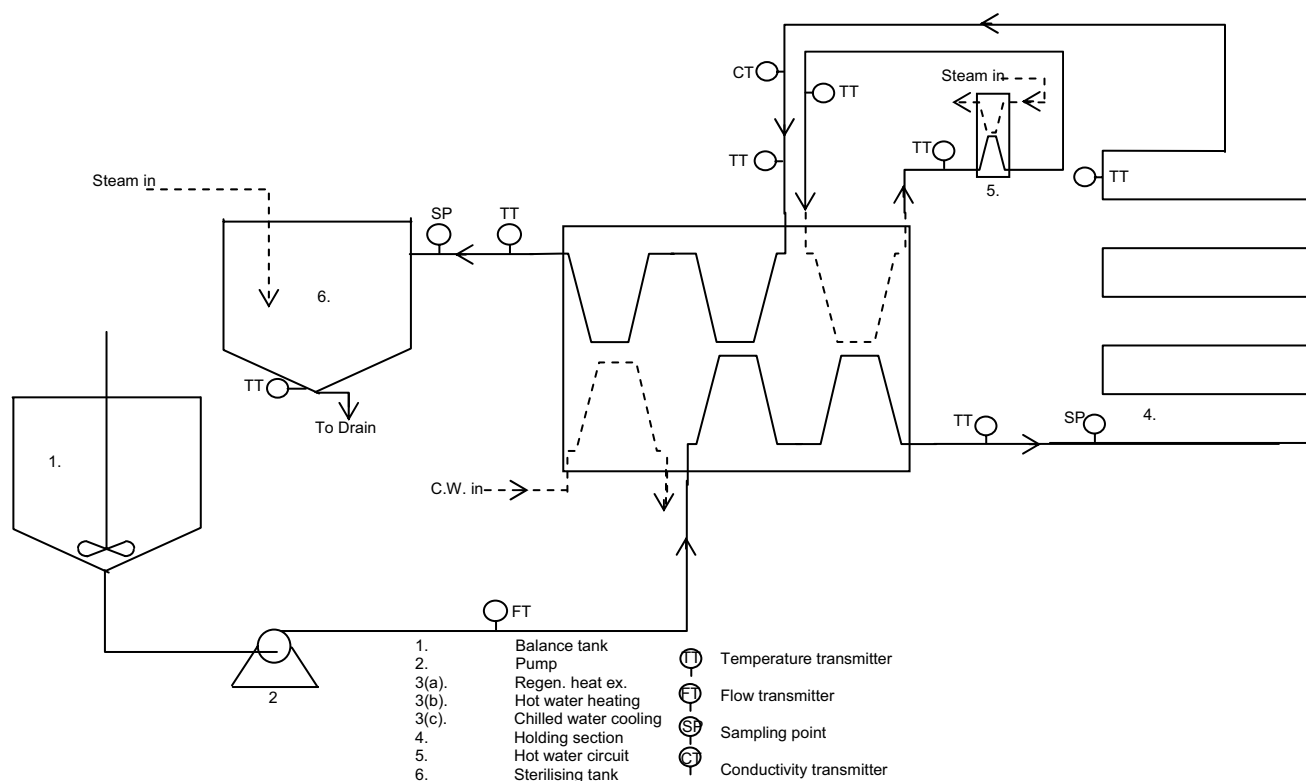 CT
TT
Steam in
TT
TT
TT
Steam in
SP
TT
5.
6.
TT
To Drain
1.
C.W. in
TT
SP
4.
FT
2
1. Balance tank
2. Pump
3(a). Regen. heat ex.
3(b). Hot water heating
3(c). Chilled water cooling
4. Holding section
5. Hot water circuit
6. Sterilising tank
TT Temperature transmitter
FT Flow transmitter
SP Sampling point
CT Conductivity transmitter